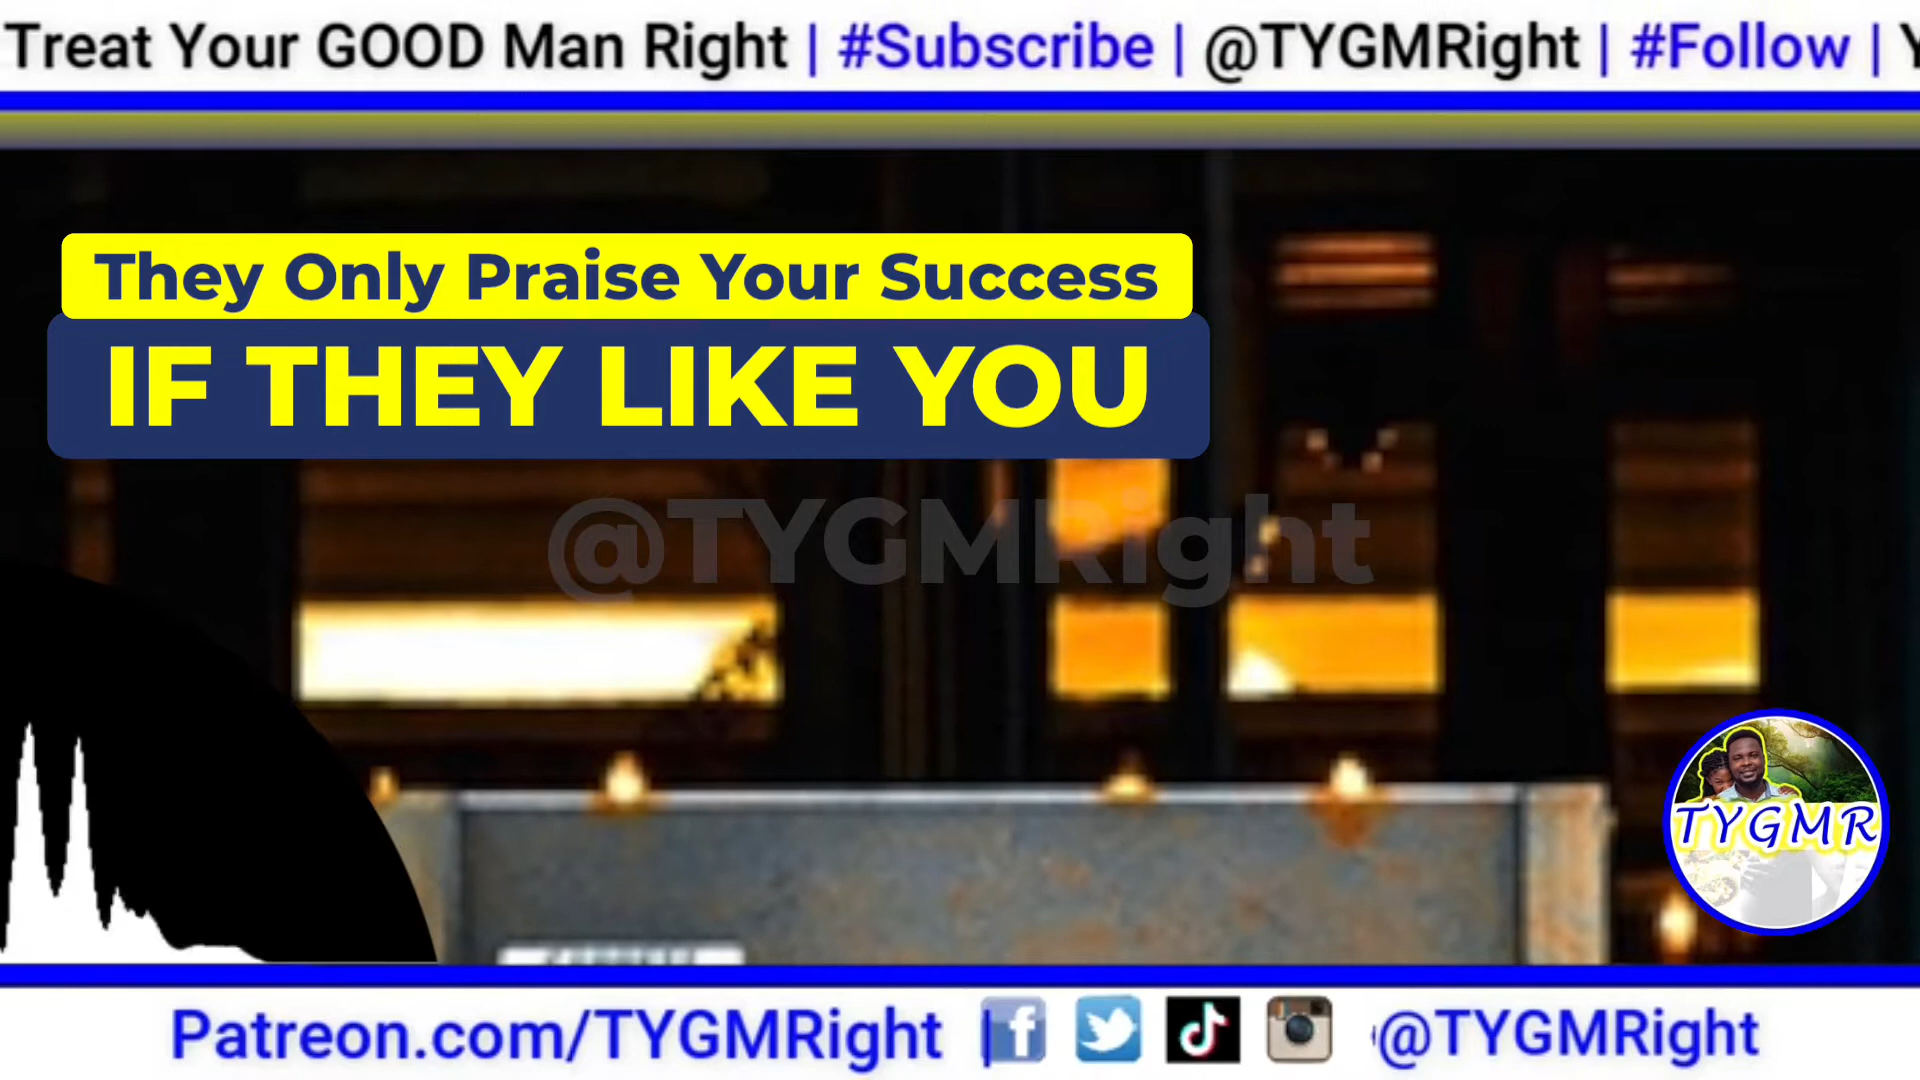 Treat Your GOOD Man Right | #Subscribe | @TYGMRight | #Follow | Y
They Only Praise Your Success
IF THEY LIKE YOU
@TYGMRight
TYGMR
Patreon.com/TYGMRight | @TYGMRight